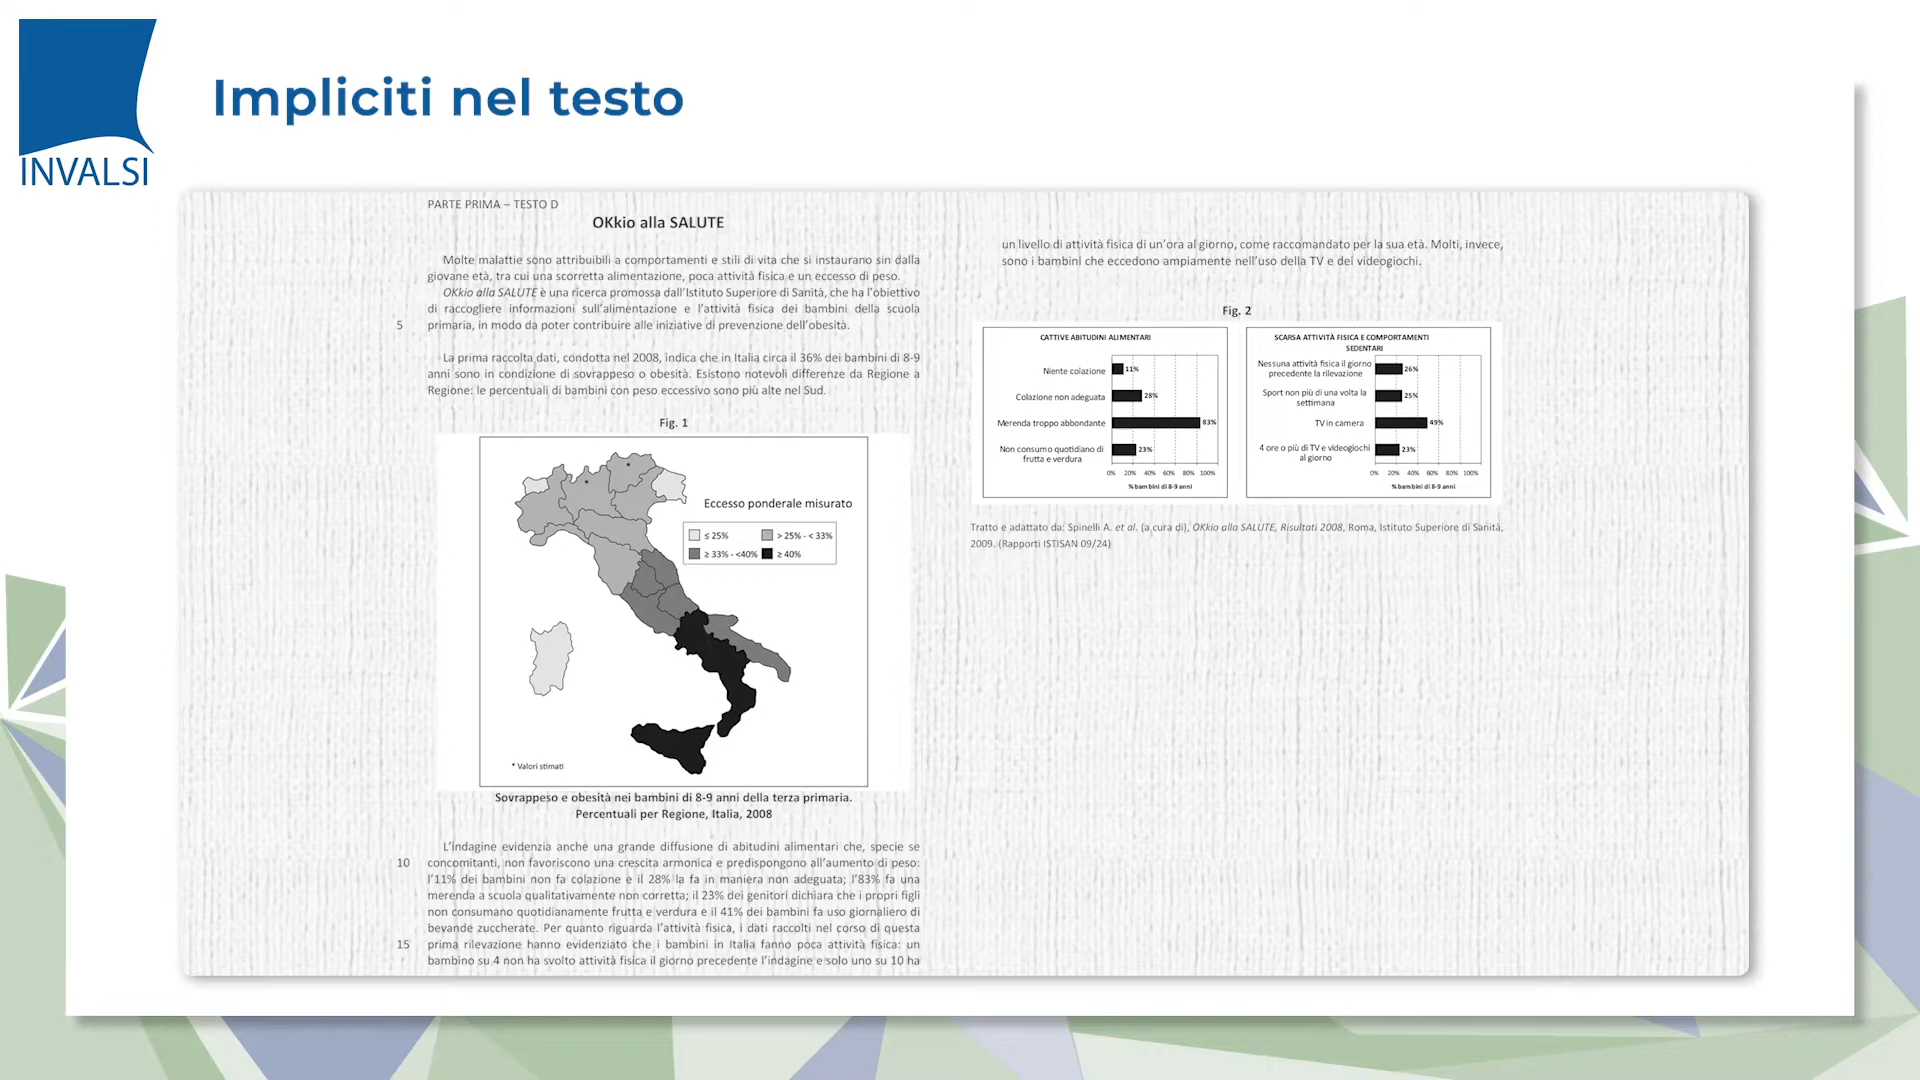 INVALSI
Impliciti nel testo
PARTE PRIMA – TESTO D
OKkio alla SALUTE
Molte malattie sono attribuibili a comportamenti e stili di vita che si instaurano sin dalla
giovane età, tra cui una scorretta alimentazione, poca attività fisica e un eccesso di peso.
OKkio alla SALUTE è una ricerca promossa dall'Istituto Superiore di Sanità, che ha l'obiettivo
di raccogliere informazioni sull'alimentazione e l'attività fisica dei bambini della scuola
5 primaria, in modo da poter contribuire alle iniziative di prevenzione dell'obesità.
La prima raccolta dati, condotta nel 2008, indica che in Italia circa il 36% dei bambini di 8-9
anni sono in condizione di sovrappeso o obesità. Esistono notevoli differenze da Regione a
Regione: le percentuali di bambini con peso eccessivo sono più alte nel Sud.
Fig. 1
*
*
Eccesso ponderale misurato
≤ 25% > 25% - < 33%
≥ 33% - <40% ≥ 40%
* Valori stimati
Sovrappeso e obesità nei bambini di 8-9 anni della terza primaria.
Percentuali per Regione, Italia, 2008
L'indagine evidenzia anche una grande diffusione di abitudini alimentari che, specie se
10 concomitanti, non favoriscono una crescita armonica e predispongono all'aumento di peso:
l'11% dei bambini non fa colazione e il 28% la fa in maniera non adeguata; l'83% fa una
merenda a scuola qualitativamente non corretta; il 23% dei genitori dichiara che i propri figli
non consumano quotidianamente frutta e verdura e il 41% dei bambini fa uso giornaliero di
bevande zuccherate. Per quanto riguarda l'attività fisica, i dati raccolti nel corso di questa
15 prima rilevazione hanno evidenziato che i bambini in Italia fanno poca attività fisica: un
bambino su 4 non ha svolto attività fisica il giorno precedente l'indagine e solo uno su 10 ha
un livello di attività fisica di un'ora al giorno, come raccomandato per la sua età. Molti, invece,
sono i bambini che eccedono ampiamente nell'uso della TV e dei videogiochi.
Fig. 2
CATTIVE ABITUDINI ALIMENTARI
Niente colazione 11%
Colazione non adeguata 28%
Merenda troppo abbondante 83%
Non consumo quotidiano di
frutta e verdura 23%
0% 20% 40% 60% 80% 100%
% bambini di 8-9 anni
SCARSA ATTIVITÀ FISICA E COMPORTAMENTI
SEDENTARI
Nessuna attività fisica il giorno
precedente la rilevazione 26%
Sport non più di una volta la
settimana 25%
TV in camera 49%
4 ore o più di TV e videogiochi
al giorno 23%
0% 20% 40% 60% 80% 100%
% bambini di 8-9 anni
Tratto e adattato da: Spinelli A. et al. (a cura di), OKkio alla SALUTE, Risultati 2008, Roma, Istituto Superiore di Sanità,
2009. (Rapporti ISTISAN 09/24)